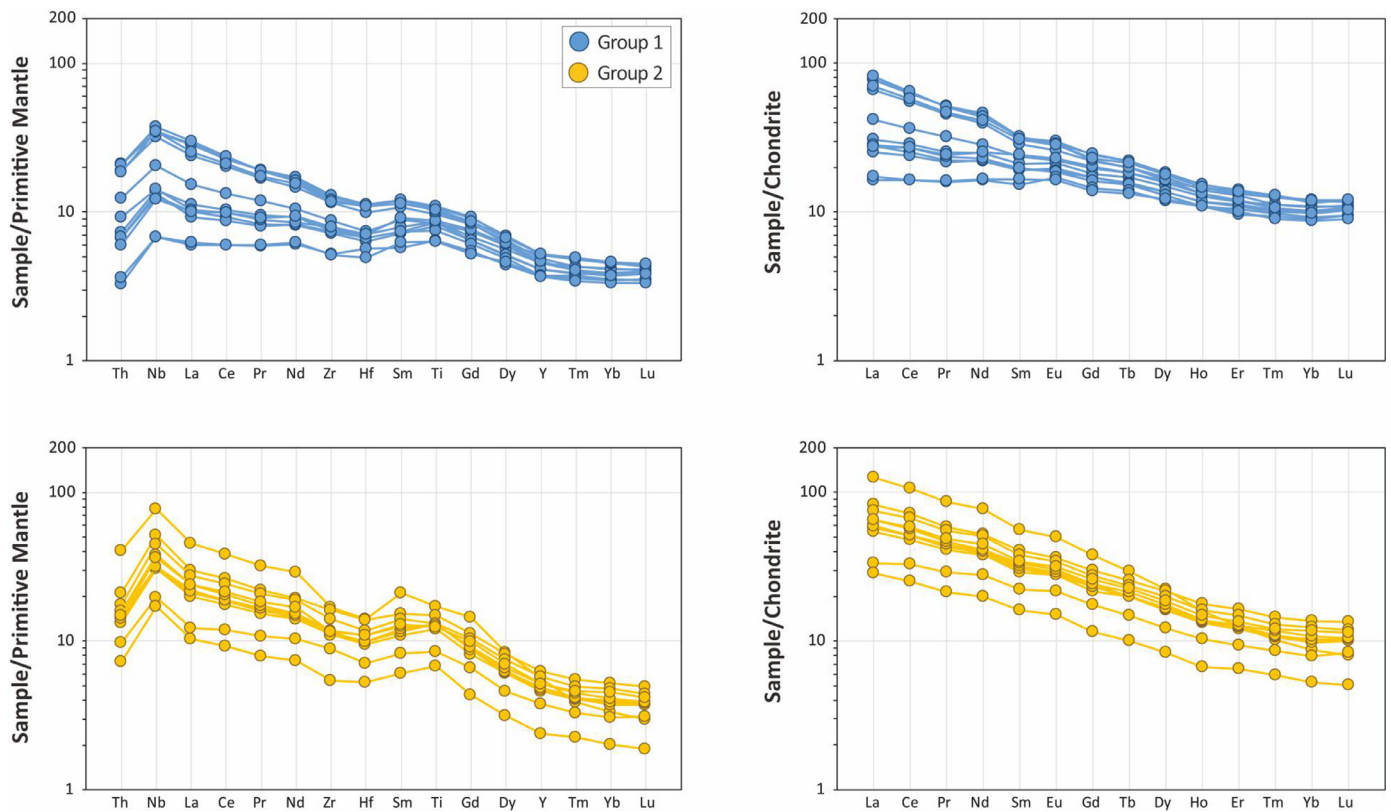 200
100
10
1
Sample/Primitive Mantle
Group 1
Group 2
Th Nb La Ce Pr Nd Zr Hf Sm Ti Gd Dy Y Tm Yb Lu
200
100
10
1
Sample/Chondrite
La Ce Pr Nd Sm Eu Gd Tb Dy Ho Er Tm Yb Lu
200
100
10
1
Sample/Primitive Mantle
Th Nb La Ce Pr Nd Zr Hf Sm Ti Gd Dy Y Tm Yb Lu
200
100
10
1
Sample/Chondrite
La Ce Pr Nd Sm Eu Gd Tb Dy Ho Er Tm Yb Lu